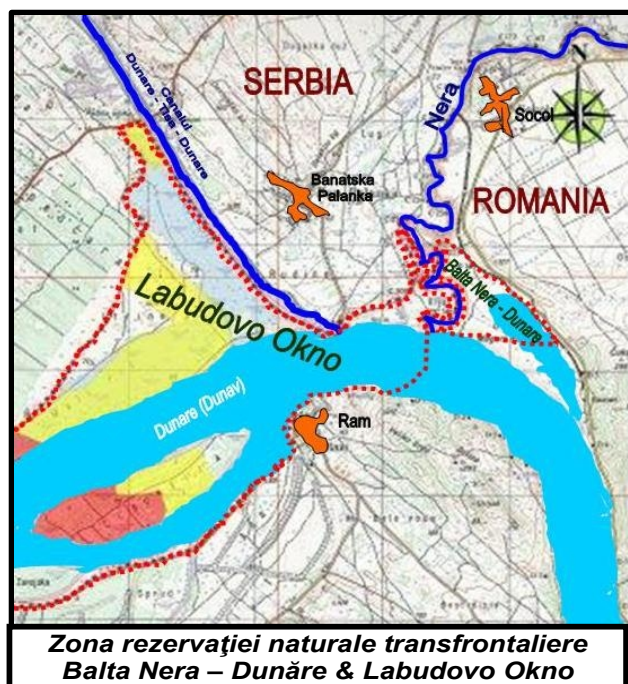 SERBIA
Canalul
Dunare - Tisa - Dunare
Nera
Socol
N
Banatska
Palanka
Lug
ROMANIA
Balta Nera - Dunare
Labudovo Okno
Dunare (Dunav)
Ram
Zona rezervaţiei naturale transfrontaliere
Balta Nera – Dunăre & Labudovo Okno